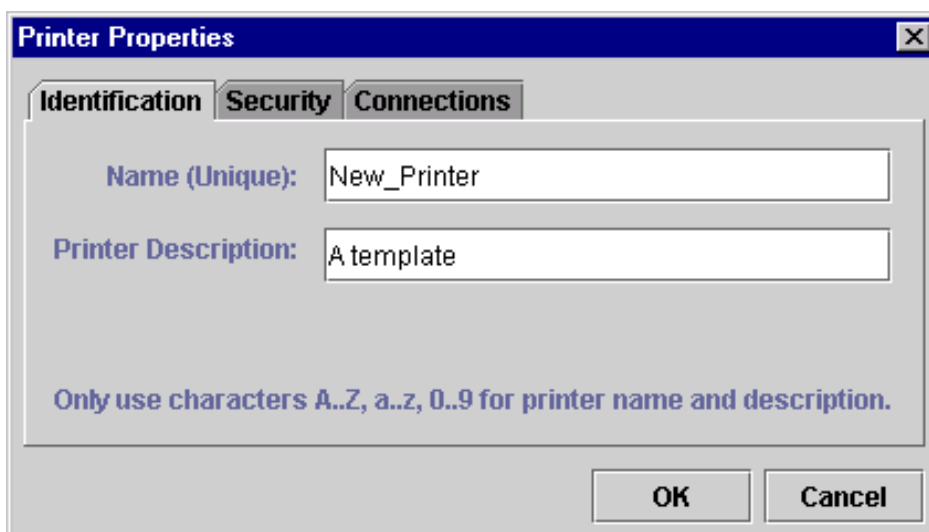 Printer Properties
Identification Security Connections
Name (Unique): New_Printer
Printer Description: A template
Only use characters A..Z, a..z, 0..9 for printer name and description.
OK Cancel